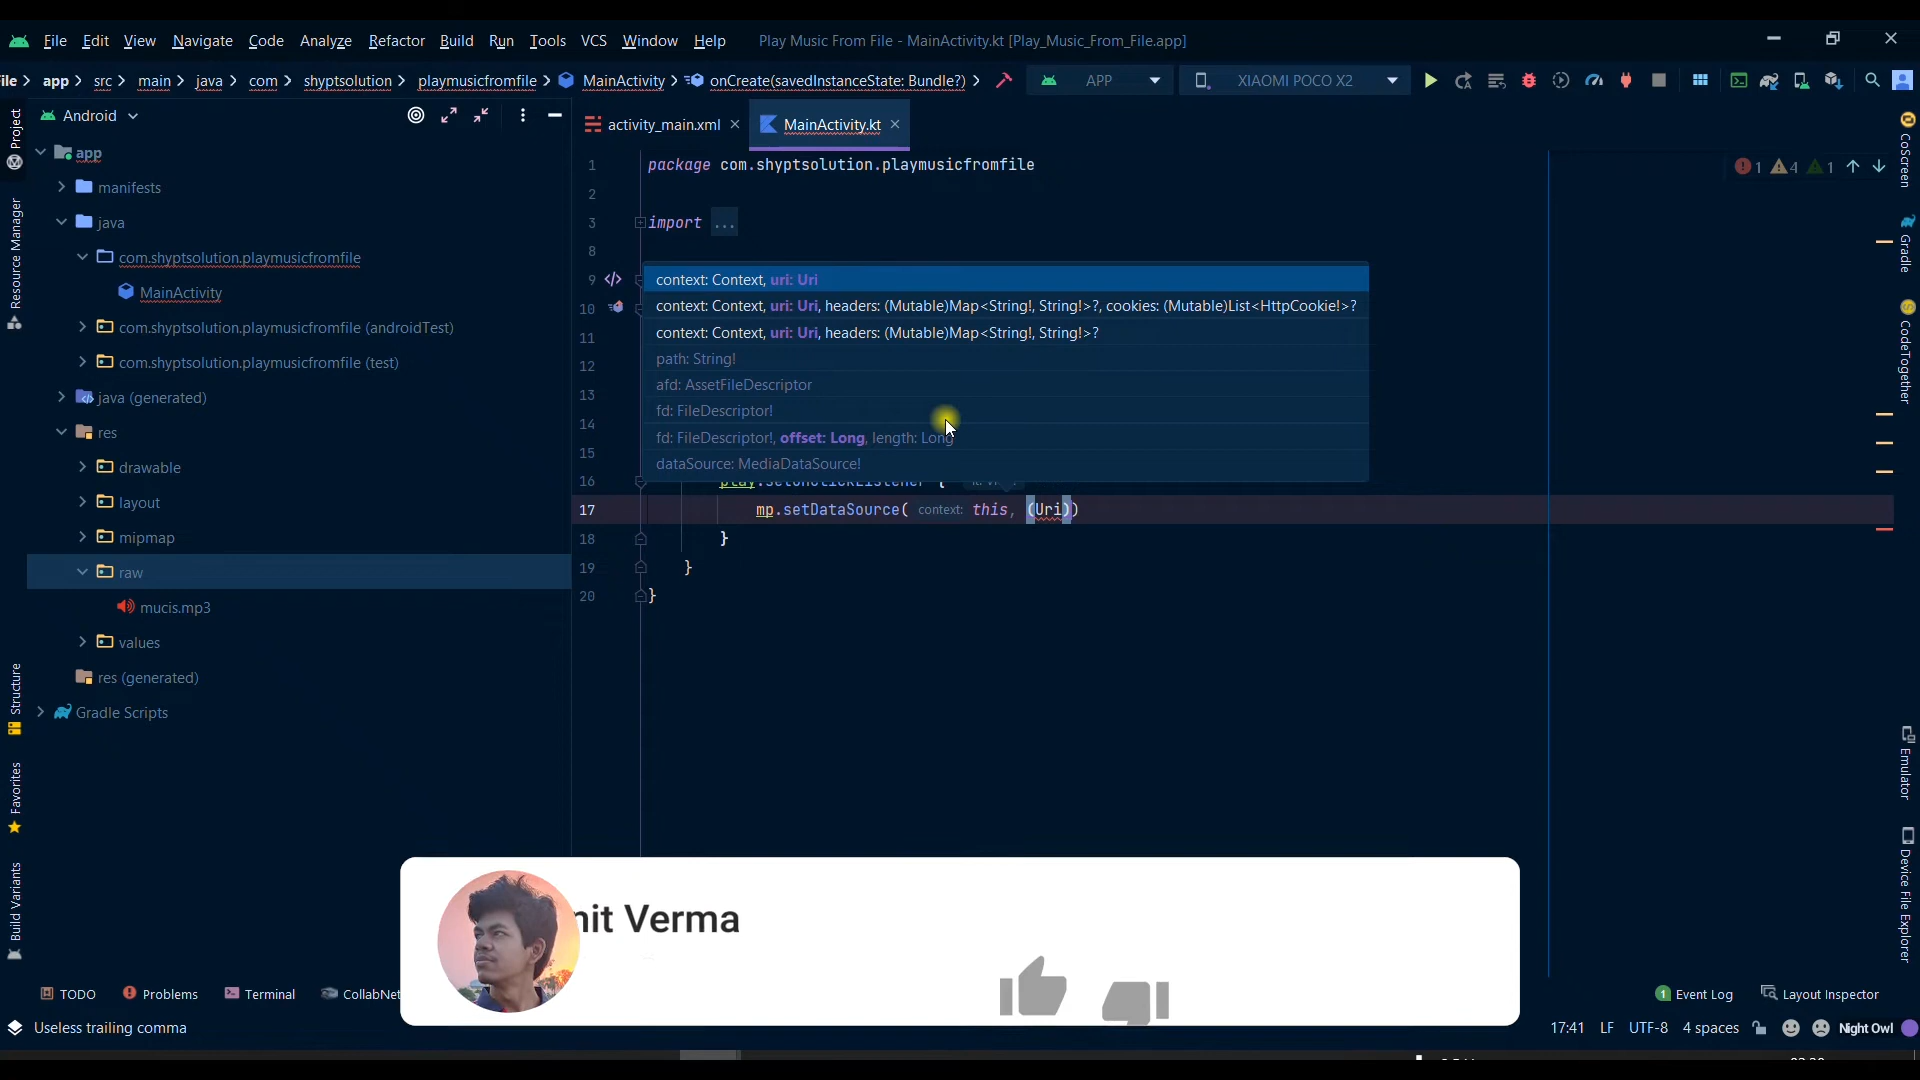 File Edit View Navigate Code Analyze Refactor Build Run Tools VCS Window Help Play Music From File - MainActivity.kt [Play_Music_From_File.app]
ile app src main java com shyptsolution playmusicfromfile MainActivity onCreate(savedInstanceState: Bundle?) APP XIAOMI POCO X2
Android
app
manifests
java
com.shyptsolution.playmusicfromfile
MainActivity
com.shyptsolution.playmusicfromfile (androidTest)
com.shyptsolution.playmusicfromfile (test)
java (generated)
res
drawable
layout
mipmap
raw
mucis.mp3
values
res (generated)
Gradle Scripts
Project
Resource Manager
Structure
Favorites
Build Variants
activity_main.xml MainActivity.kt
1 package com.shyptsolution.playmusicfromfile
2
3 import ...
8
9
10
11
12
13
14
15
16
context: Context, uri: Uri
context: Context, uri: Uri, headers: (Mutable)Map<String!, String!>?, cookies: (Mutable)List<HttpCookie!>?
context: Context, uri: Uri, headers: (Mutable)Map<String!, String!>?
path: String!
afd: AssetFileDescriptor
fd: FileDescriptor!
fd: FileDescriptor!, offset: Long, length: Long
dataSource: MediaDataSource!
17 mp.setDataSource( context: this, (Uri))
18 }
19 }
20 }
1 4 1
CoScreen
Gradle
CodeTogether
Emulator
Device File Explorer
nit Verma
TODO Problems Terminal CollabNet
1 Event Log Layout Inspector
Useless trailing comma
17:41 LF UTF-8 4 spaces Night Owl